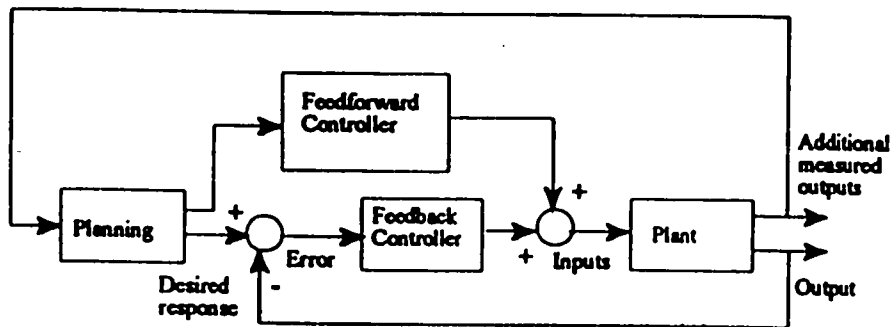 Feedforward
Controller
Additional
measured
outputs
+
Planning
+
Feedback
Controller
Plant
Error
+
Inputs
Desired
response
-
Output